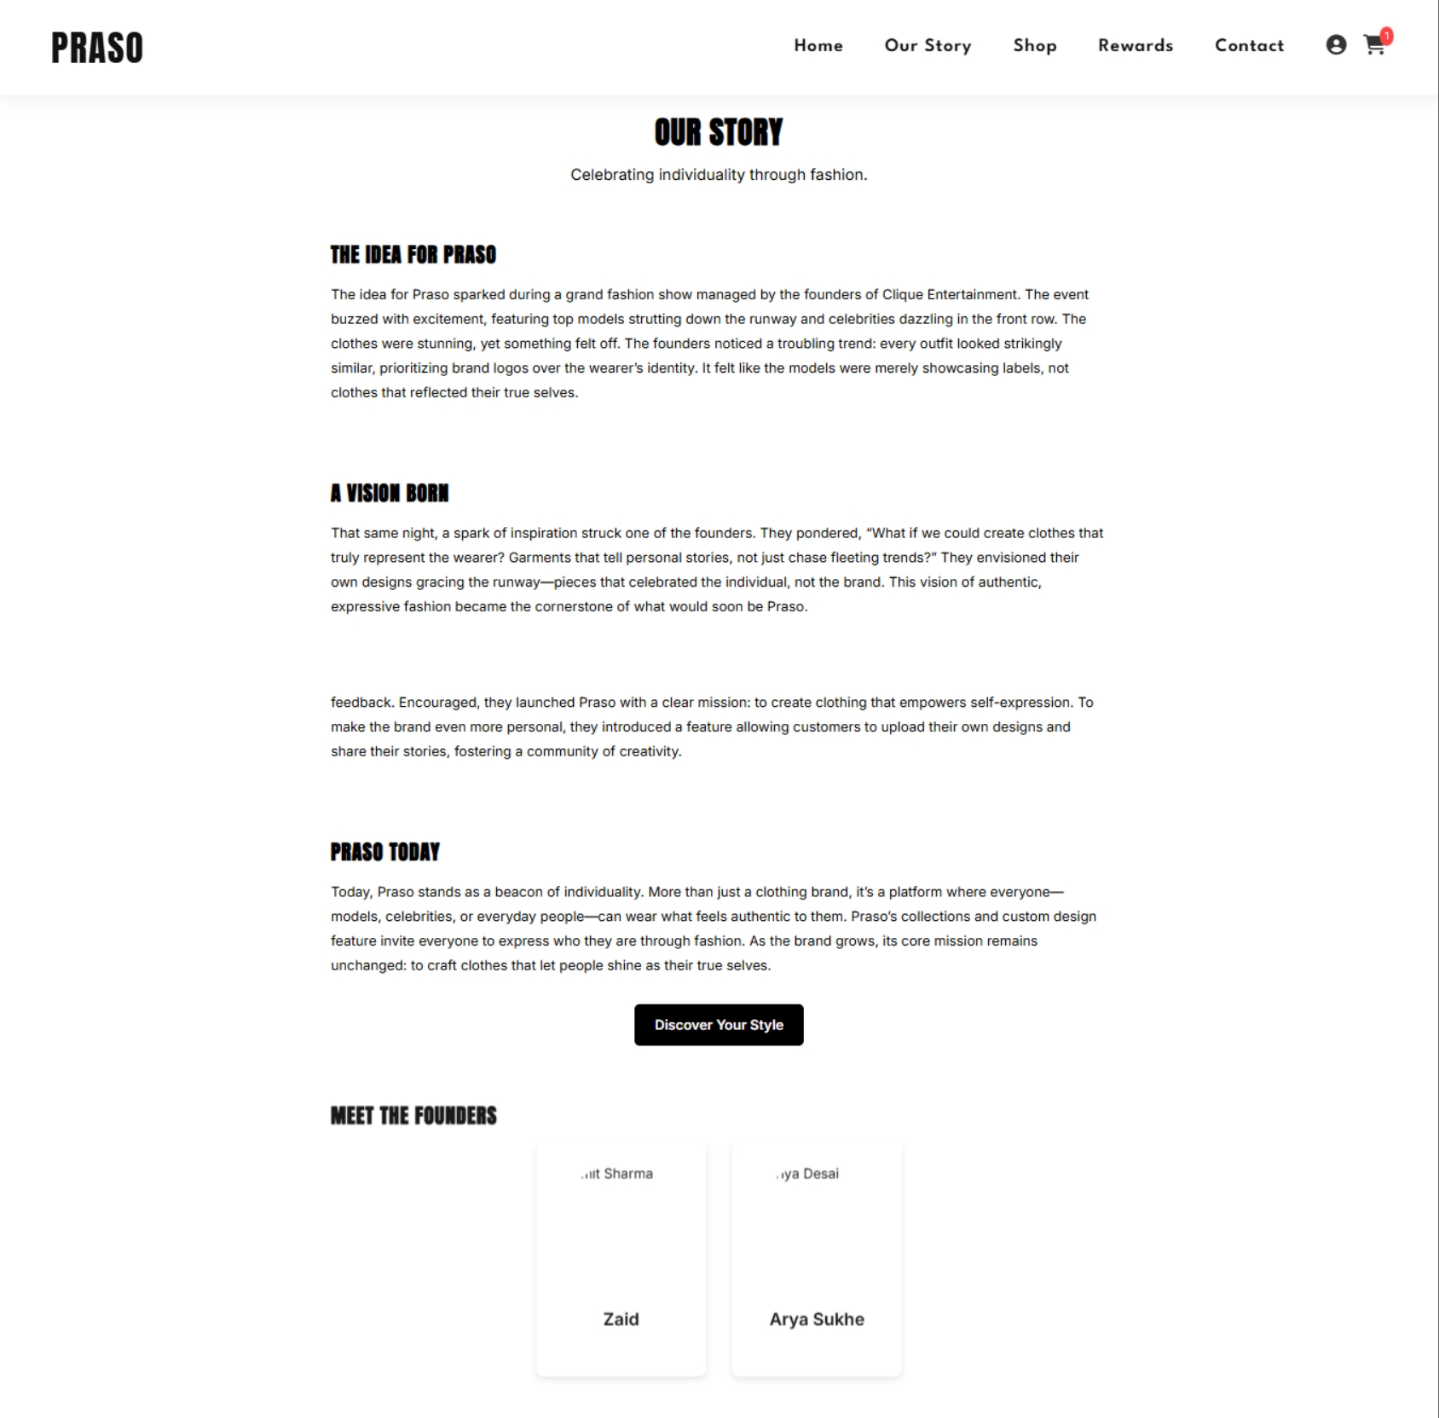 PRASO
Home Our Story Shop Rewards Contact 1
OUR STORY
Celebrating individuality through fashion.
THE IDEA FOR PRASO
The idea for Praso sparked during a grand fashion show managed by the founders of Clique Entertainment. The event
buzzed with excitement, featuring top models strutting down the runway and celebrities dazzling in the front row. The
clothes were stunning, yet something felt off. The founders noticed a troubling trend: every outfit looked strikingly
similar, prioritizing brand logos over the wearer’s identity. It felt like the models were merely showcasing labels, not
clothes that reflected their true selves.
A VISION BORN
That same night, a spark of inspiration struck one of the founders. They pondered, “What if we could create clothes that
truly represent the wearer? Garments that tell personal stories, not just chase fleeting trends?” They envisioned their
own designs gracing the runway—pieces that celebrated the individual, not the brand. This vision of authentic,
expressive fashion became the cornerstone of what would soon be Praso.
feedback. Encouraged, they launched Praso with a clear mission: to create clothing that empowers self-expression. To
make the brand even more personal, they introduced a feature allowing customers to upload their own designs and
share their stories, fostering a community of creativity.
PRASO TODAY
Today, Praso stands as a beacon of individuality. More than just a clothing brand, it’s a platform where everyone—
models, celebrities, or everyday people—can wear what feels authentic to them. Praso’s collections and custom design
feature invite everyone to express who they are through fashion. As the brand grows, its core mission remains
unchanged: to craft clothes that let people shine as their true selves.
Discover Your Style
MEET THE FOUNDERS
Sharma
Desai
Zaid
Arya Sukhe